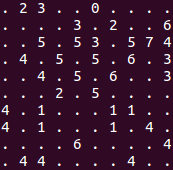 . 2 3 . . 0 . . . .
. . . . 3 . 2 . . 6
. . 5 . 5 3 . 5 7 4
. 4 . 5 . 5 . 6 . 3
. . 4 . 5 . 6 . . 3
. . . 2 . 5 . . . .
4 . 1 . . . 1 1 . .
4 . 1 . . . 1 . 4 .
. . . . 6 . . . . 4
. 4 4 . . . . 4 . .